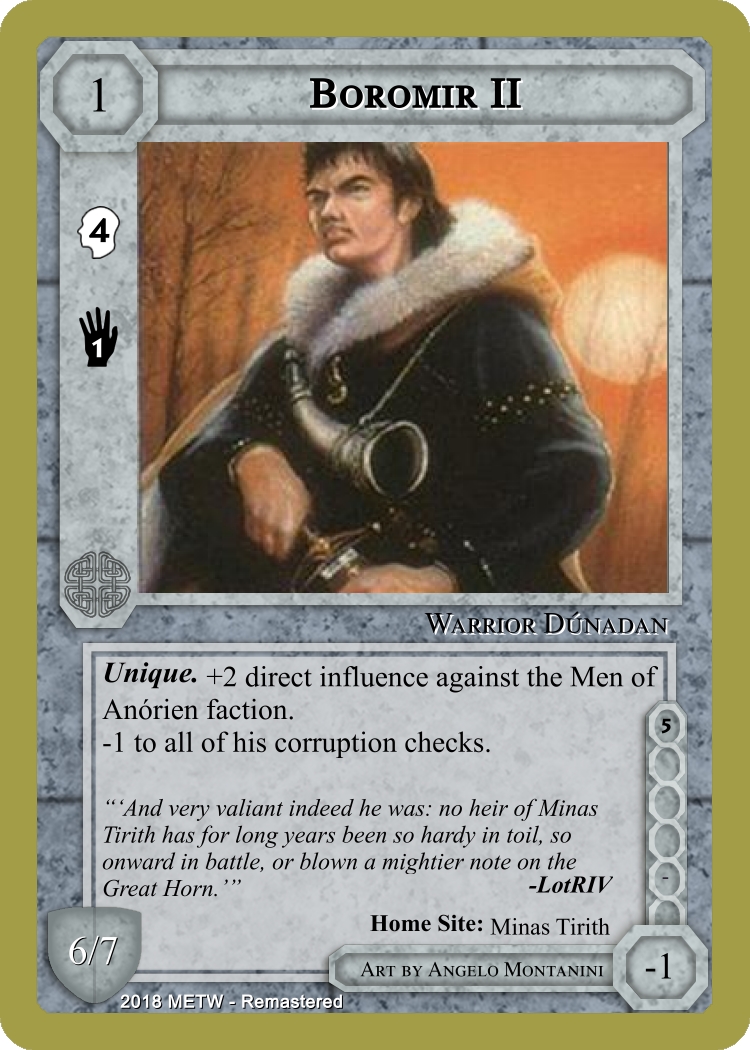 1
Boromir II
4
1
Warrior Dúnadan
Unique. +2 direct influence against the Men of
Anórien faction.
-1 to all of his corruption checks.
5
“‘And very valiant indeed he was: no heir of Minas
Tirith has for long years been so hardy in toil, so
onward in battle, or blown a mightier note on the
Great Horn.’”
-LotRIV
-
Home Site: Minas Tirith
6/7
Art by Angelo Montanini
-1
2018 METW - Remastered